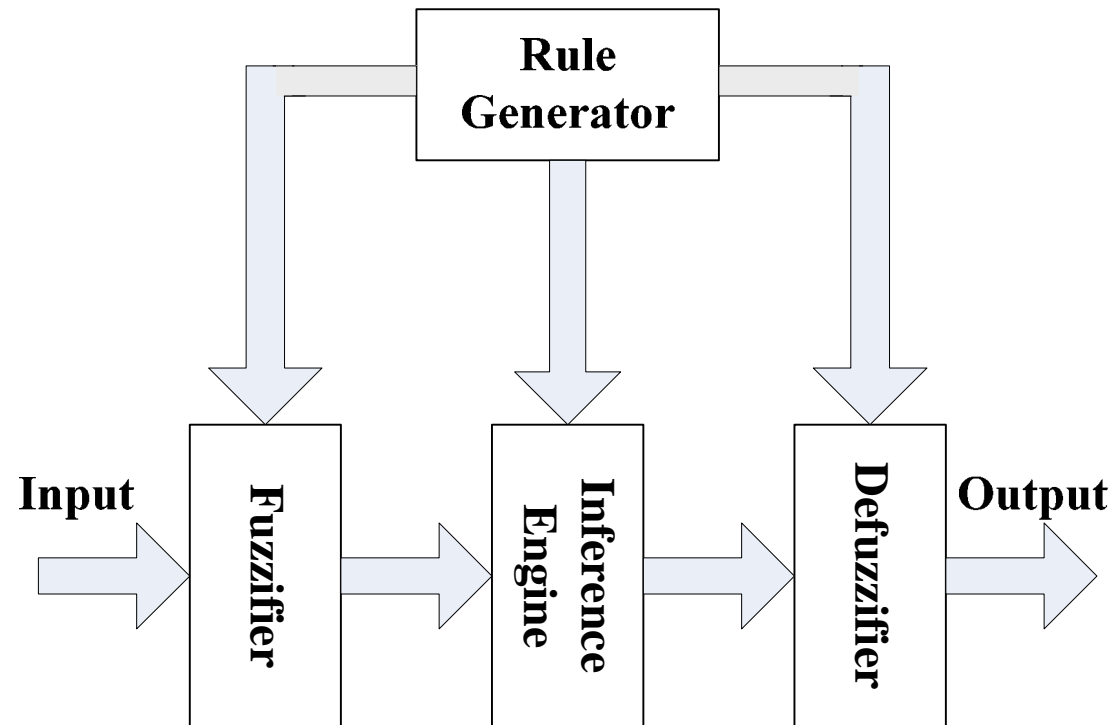 Rule
Generator
Input
Fuzzifier
Inference
Engine
Defuzzifier
Output